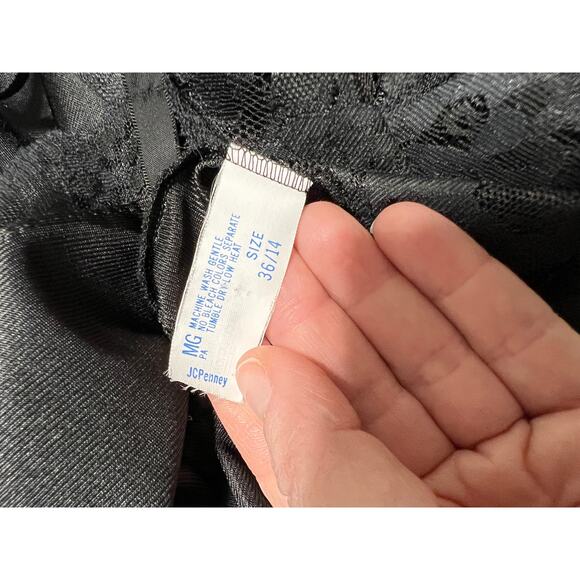 SIZE
36/14
MG MACHINE WASH GENTLE
NO BLEACH COLORS SEPARATE
PA TUMBLE DRY-LOW HEAT
JCPenney